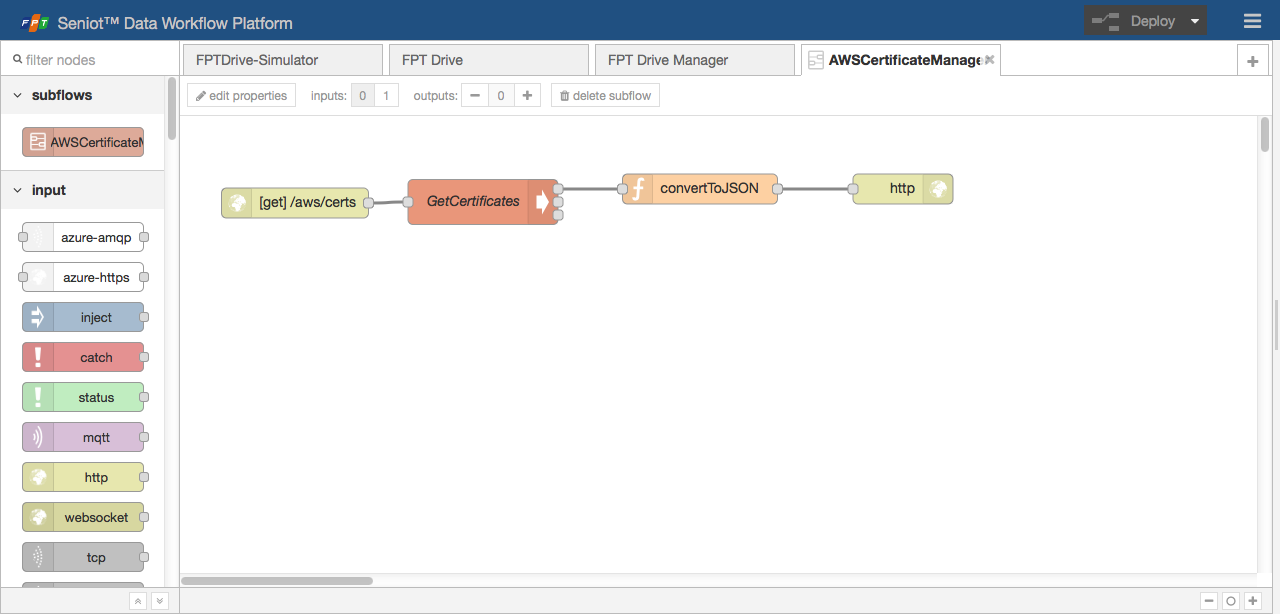 FPT Seniot™ Data Workflow Platform
Deploy
filter nodes
FPTDrive-Simulator
FPT Drive
FPT Drive Manager
AWSCertificateManage
subflows
edit properties
inputs: 0 1
outputs: 0
delete subflow
AWSCertificateM
input
[get] /aws/certs
GetCertificates
convertToJSON
http
azure-amqp
azure-https
inject
catch
status
mqtt
http
websocket
tcp